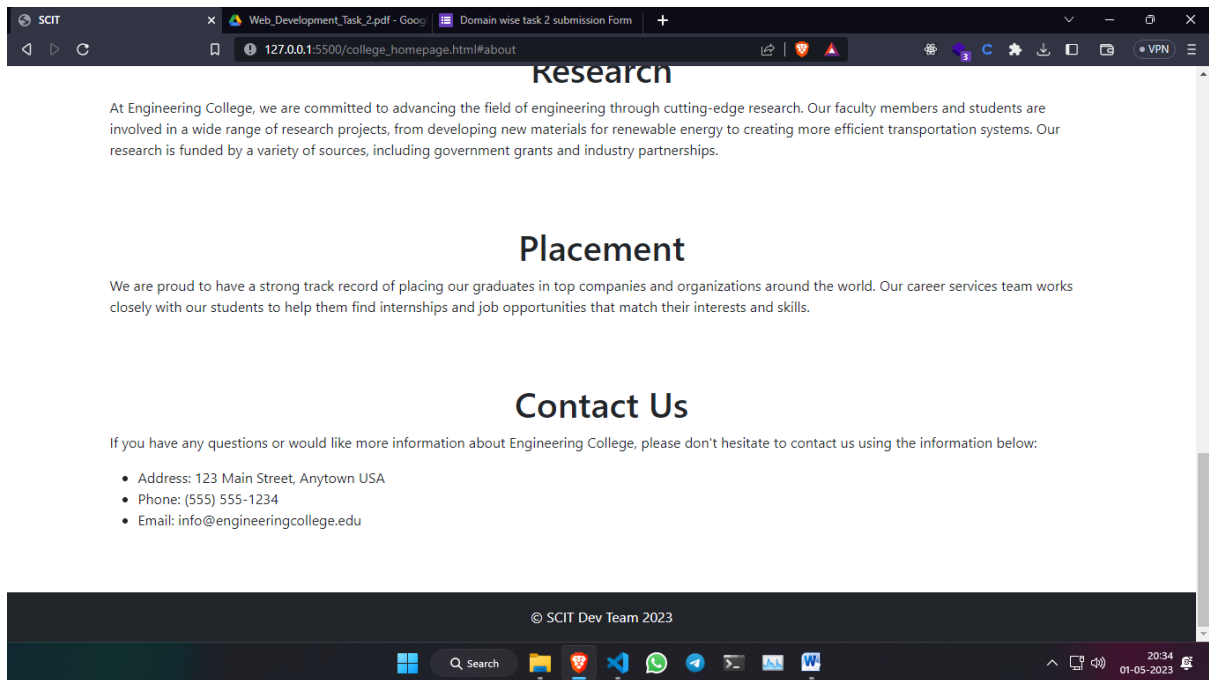 SCIT
Web_Development_Task_2.pdf - Goog
Domain wise task 2 submission Form
127.0.0.1:5500/college_homepage.html#about
3
C
VPN
Research
At Engineering College, we are committed to advancing the field of engineering through cutting-edge research. Our faculty members and students are
involved in a wide range of research projects, from developing new materials for renewable energy to creating more efficient transportation systems. Our
research is funded by a variety of sources, including government grants and industry partnerships.
Placement
We are proud to have a strong track record of placing our graduates in top companies and organizations around the world. Our career services team works
closely with our students to help them find internships and job opportunities that match their interests and skills.
Contact Us
If you have any questions or would like more information about Engineering College, please don't hesitate to contact us using the information below:
• Address: 123 Main Street, Anytown USA
• Phone: (555) 555-1234
• Email: info@engineeringcollege.edu
© SCIT Dev Team 2023
Search
W
20:34
01-05-2023